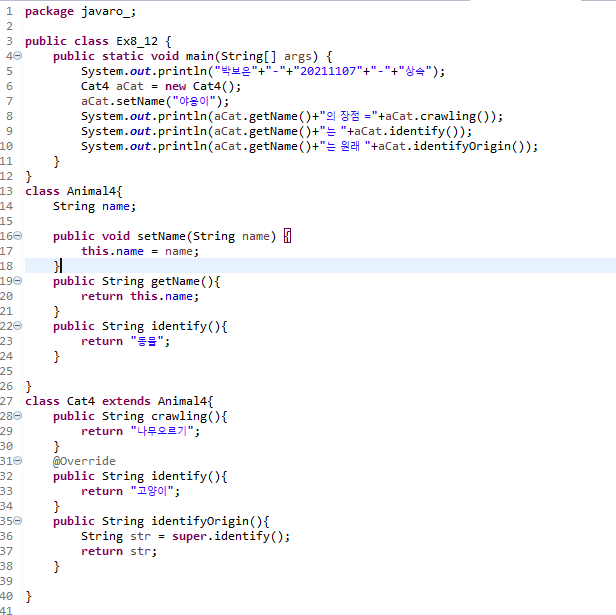 1 package javaro_;
2
3 public class Ex8_12 {
4     public static void main(String[] args) {
5         System.out.println("박보은"+"-"+"20211107"+"-"+"상속");
6         Cat4 aCat = new Cat4();
7         aCat.setName("야옹이");
8         System.out.println(aCat.getName()+"의 장점 ="+aCat.crawling());
9         System.out.println(aCat.getName()+"는 "+aCat.identify());
10         System.out.println(aCat.getName()+"는 원래 "+aCat.identifyOrigin());
11     }
12 }
13 class Animal4{
14     String name;
15
16     public void setName(String name) {
17         this.name = name;
18     }
19     public String getName(){
20         return this.name;
21     }
22     public String identify(){
23         return "동물";
24     }
25
26 }
27 class Cat4 extends Animal4{
28     public String crawling(){
29         return "나무오르기";
30     }
31     @Override
32     public String identify(){
33         return "고양이";
34     }
35     public String identifyOrigin(){
36         String str = super.identify();
37         return str;
38     }
39
40 }
41